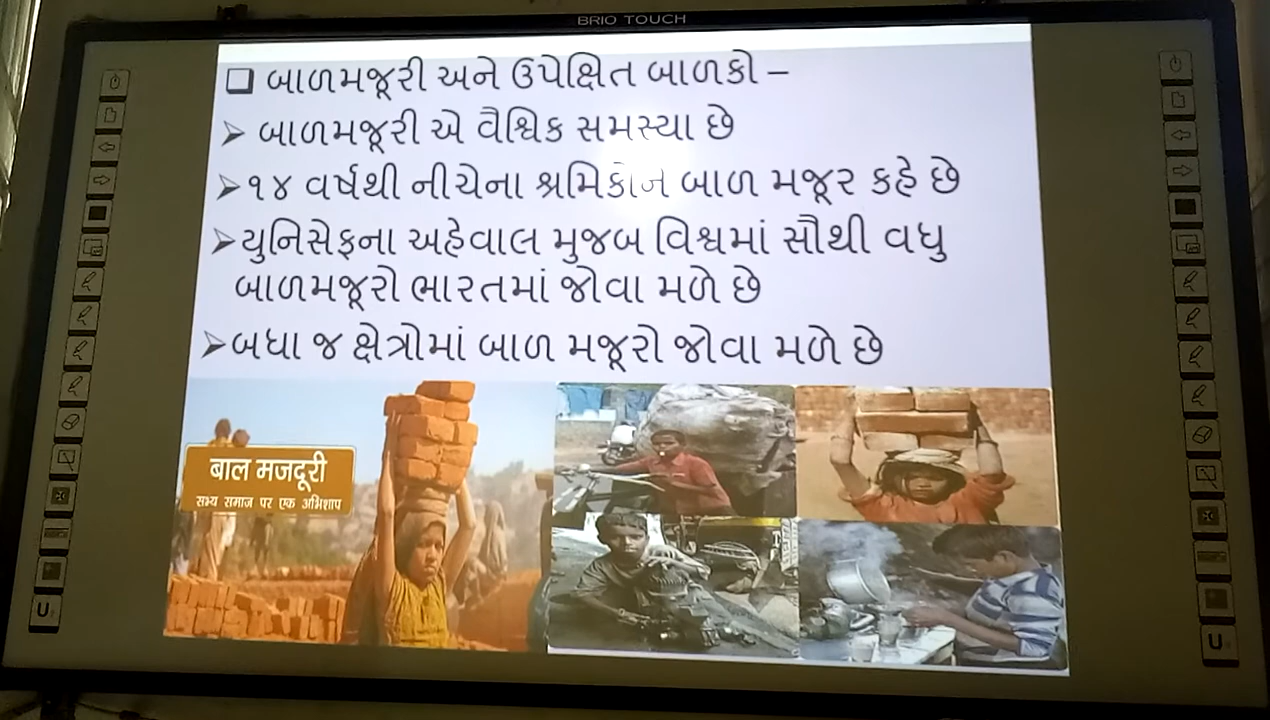 BRIO TOUCH
બાળમજૂરી અને ઉપેક્ષિત બાળકો –
બાળમજૂરી એ વૈશ્વિક સમસ્યા છે
૧૪ વર્ષથી નીચેના શ્રમિકોન બાળ મજૂર કહે છે
યુનિસેફના અહેવાલ મુજબ વિશ્વમાં સૌથી વધુ
બાળમજૂરો ભારતમાં જોવા મળે છે
બધા જ ક્ષેત્રોમાં બાળ મજૂરો જોવા મળે છે
बाल मजदूरी
सभ्य समाज पर एक अभिशाप